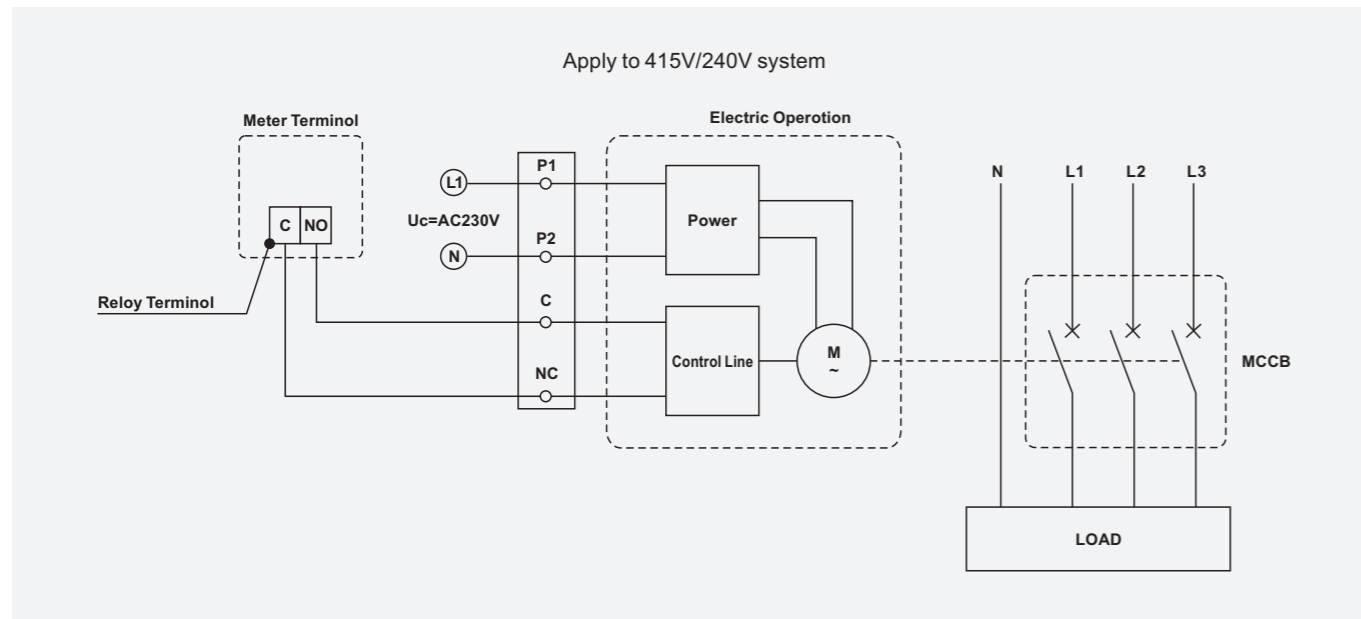 Apply to 415V/240V system
Meter Terminol
Electric Operotion
C NO
Reloy Terminol
L1
Uc=AC230V
N
P1
P2
C
NC
Power
Control Line
M
~
N L1 L2 L3
MCCB
LOAD